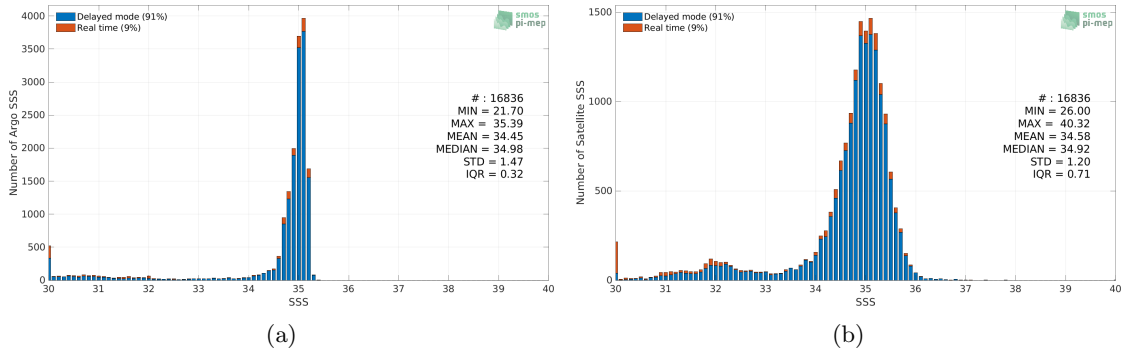 Delayed mode (91%)
Real time (9%)
smos
pi-mep
4000
3500
3000
2500
2000
1500
1000
500
0
Number of Argo SSS
# : 16836
MIN = 21.70
MAX = 35.39
MEAN = 34.45
MEDIAN = 34.98
STD = 1.47
IQR = 0.32
30 31 32 33 34 35 36 37 38 39 40
SSS
(a)
Delayed mode (91%)
Real time (9%)
smos
pi-mep
1500
1000
500
0
Number of Satellite SSS
# : 16836
MIN = 26.00
MAX = 40.32
MEAN = 34.58
MEDIAN = 34.92
STD = 1.20
IQR = 0.71
30 31 32 33 34 35 36 37 38 39 40
SSS
(b)